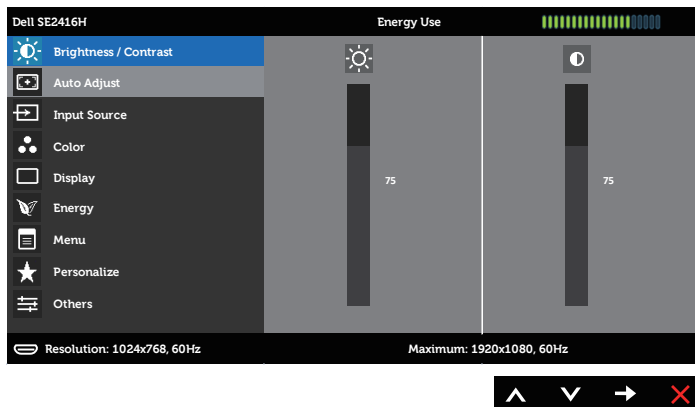 Dell SE2416H Energy Use
Brightness / Contrast
Auto Adjust
Input Source
Color
Display
75 75
Energy
Menu
Personalize
Others
Resolution: 1024x768, 60Hz Maximum: 1920x1080, 60Hz